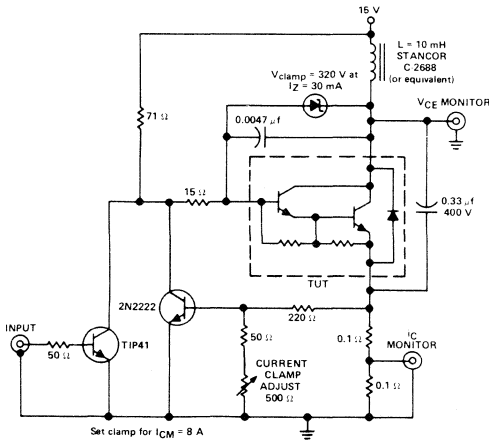 15 V
L = 10 mH
STANCOR
C-2688
(or equivalent)
Vclamp = 320 V at
IZ = 30 mA
VCE MONITOR
71 Ω
0.0047 μf
15 Ω
0.33 μf
400 V
TUT
2N2222
220 Ω
INPUT
50 Ω
TIP41
50 Ω
0.1 Ω
IC
MONITOR
CURRENT
CLAMP
ADJUST
500 Ω
0.1 Ω
Set clamp for ICM = 8 A